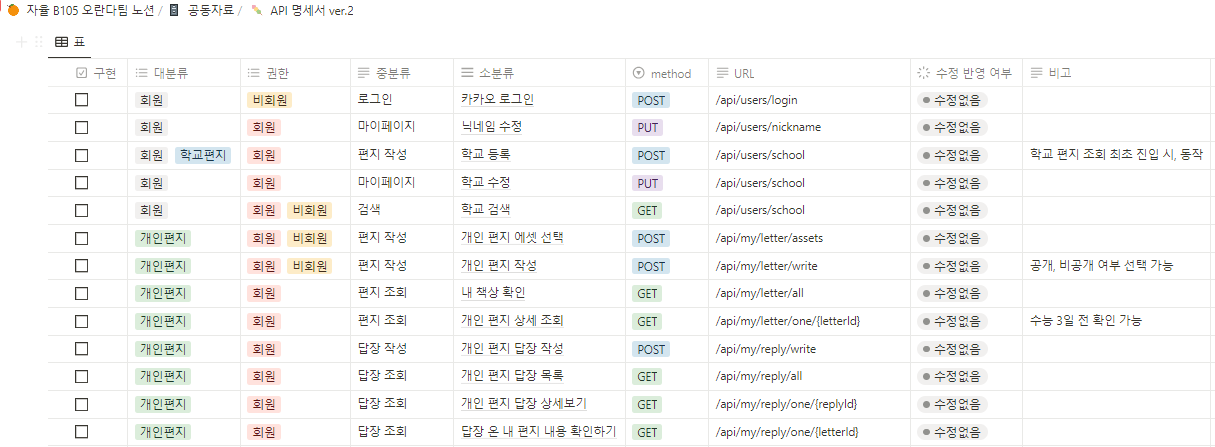 자율 B105 오란다팀 노션 / 공동자료 / API 명세서 ver.2
표
구현 대분류 권한 중분류 소분류 method URL 수정 반영 여부 비고
회원 비회원 로그인 카카오 로그인 POST /api/users/login 수정없음
회원 회원 마이페이지 닉네임 수정 PUT /api/users/nickname 수정없음
회원 학교편지 회원 편지 작성 학교 등록 POST /api/users/school 수정없음 학교 편지 조회 최초 진입 시, 동작
회원 회원 마이페이지 학교 수정 PUT /api/users/school 수정없음
회원 회원 비회원 검색 학교 검색 GET /api/users/school 수정없음
개인편지 회원 비회원 편지 작성 개인 편지 에셋 선택 POST /api/my/letter/assets 수정없음
개인편지 회원 비회원 편지 작성 개인 편지 작성 POST /api/my/letter/write 수정없음 공개, 비공개 여부 선택 가능
개인편지 회원 편지 조회 내 책상 확인 GET /api/my/letter/all 수정없음
개인편지 회원 편지 조회 개인 편지 상세 조회 GET /api/my/letter/one/{letterId} 수정없음 수능 3일 전 확인 가능
개인편지 회원 답장 작성 개인 편지 답장 작성 POST /api/my/reply/write 수정없음
개인편지 회원 답장 조회 개인 편지 답장 목록 GET /api/my/reply/all 수정없음
개인편지 회원 답장 조회 개인 편지 답장 상세보기 GET /api/my/reply/one/{replyId} 수정없음
개인편지 회원 답장 조회 답장 온 내 편지 내용 확인하기 GET /api/my/reply/one/{letterId} 수정없음